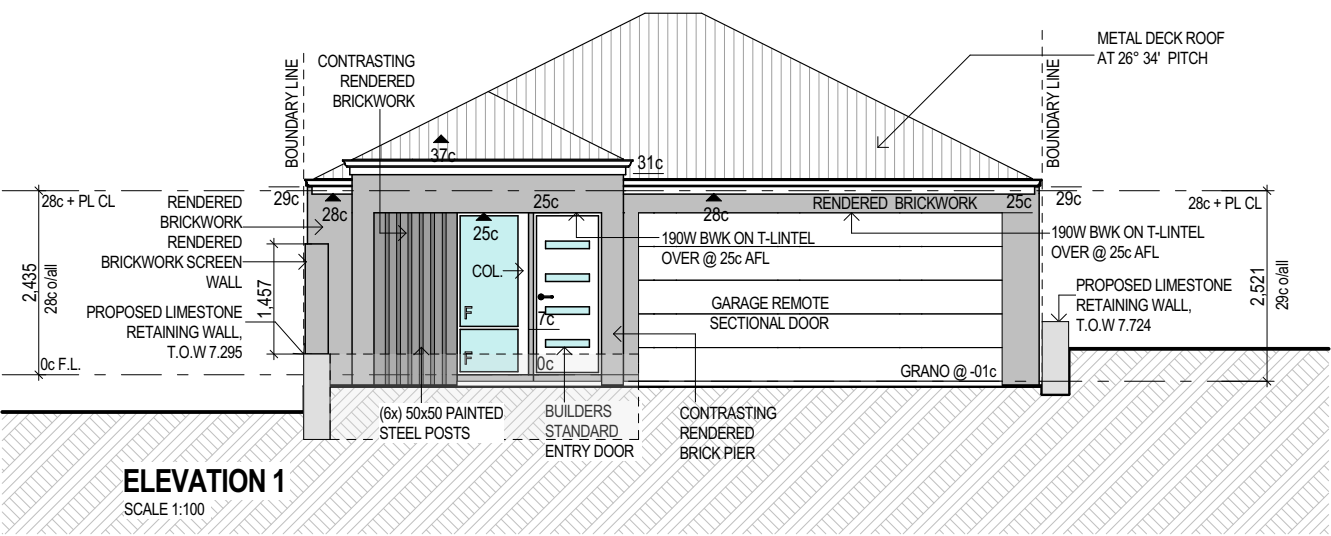 METAL DECK ROOF
AT 26° 34' PITCH
CONTRASTING
RENDERED
BRICKWORK
BOUNDARY LINE
BOUNDARY LINE
37c
31c
28c + PL CL
29c
28c
25c
28c
RENDERED BRICKWORK
25c
29c
28c + PL CL
RENDERED
BRICKWORK
RENDERED
BRICKWORK SCREEN
WALL
25c
190W BWK ON T-LINTEL
OVER @ 25c AFL
190W BWK ON T-LINTEL
OVER @ 25c AFL
COL.
2,435
28c o/all
1,457
PROPOSED LIMESTONE
RETAINING WALL,
T.O.W 7.295
F
7c
GARAGE REMOTE
SECTIONAL DOOR
PROPOSED LIMESTONE
RETAINING WALL,
T.O.W 7.724
2,521
29c o/all
0c F.L.
F
0c
GRANO @ -01c
(6x) 50x50 PAINTED
STEEL POSTS
BUILDERS
STANDARD
ENTRY DOOR
CONTRASTING
RENDERED
BRICK PIER
ELEVATION 1
SCALE 1:100